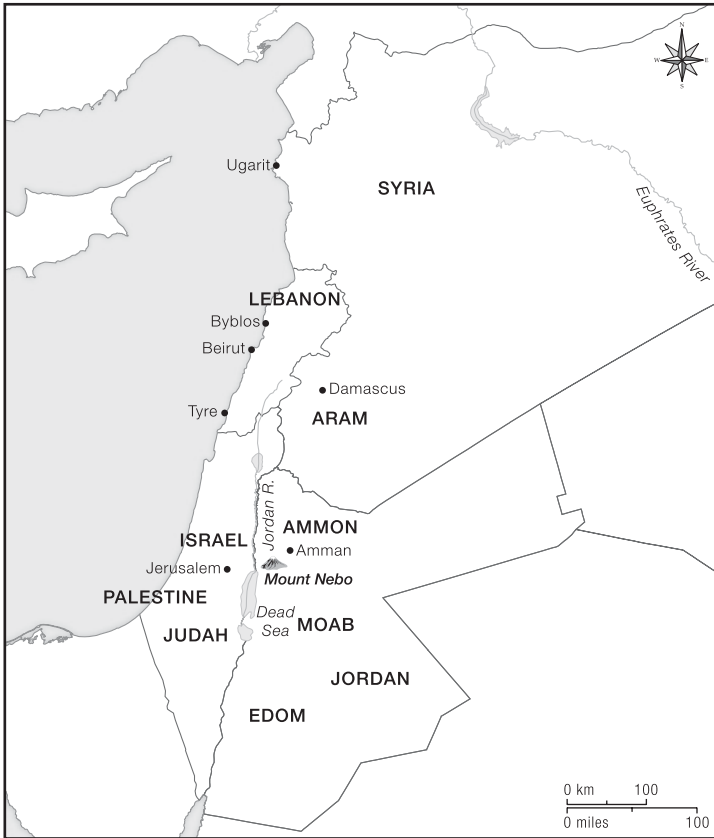 N
W E
S
Ugarit
SYRIA
Euphrates River
LEBANON
Byblos
Beirut
Damascus
Tyre
ARAM
Jordan R.
AMMON
ISRAEL
Amman
Jerusalem
Mount Nebo
PALESTINE
Dead
Sea
MOAB
JUDAH
JORDAN
EDOM
0 km 100
0 miles 100